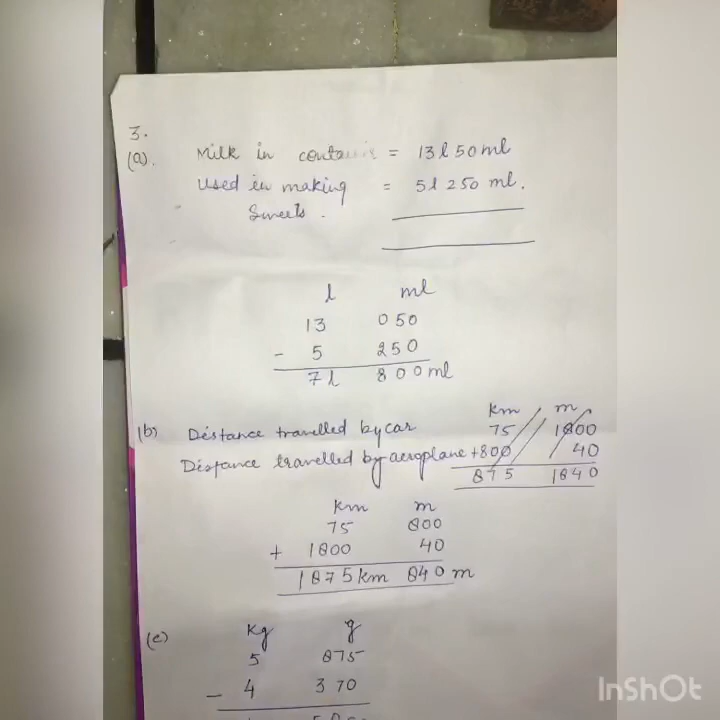 3.
(a). Milk in container = 13 l 50 ml
Used in making = 5 l 250 ml.
Sweets.
l ml
13 050
- 5 250
7 l 800 ml
(b) Distance travelled by car
Distance travelled by aeroplane
km m
75 1800
+800 40
875 1840
km m
75 800
+ 1800 40
1875 km 840 m
(c) Kg g
5 875
- 4 370
InShOt